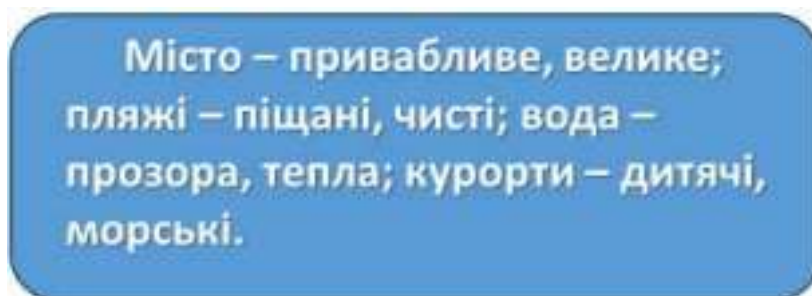 Місто – привабливе, велике;
пляжі – піщані, чисті; вода –
прозора, тепла; курорти – дитячі,
морські.